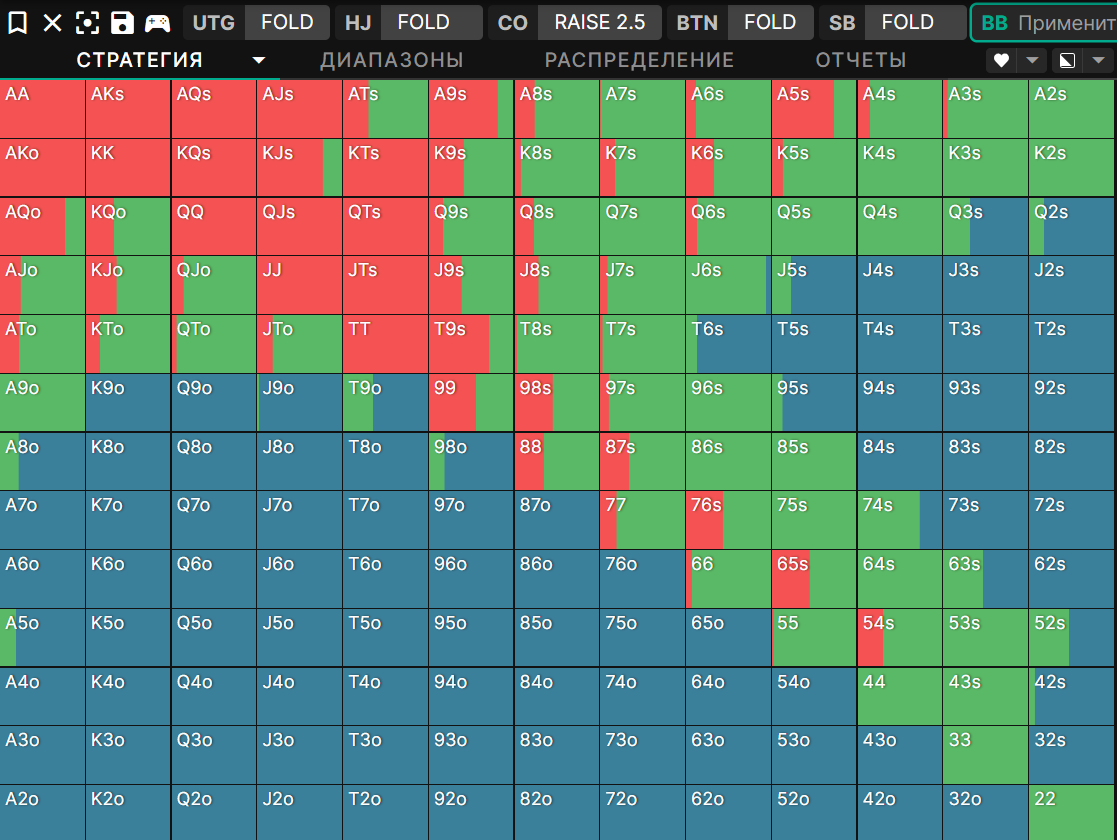 UTG FOLD HJ FOLD CO RAISE 2.5 BTN FOLD SB FOLD BB Применит
СТРАТЕГИЯ ДИАПАЗОНЫ РАСПРЕДЕЛЕНИЕ ОТЧЕТЫ
AA AKs AQs AJs ATs A9s A8s A7s A6s A5s A4s A3s A2s
AKo KK KQs KJs KTs K9s K8s K7s K6s K5s K4s K3s K2s
AQo KQo QQ QJs QTs Q9s Q8s Q7s Q6s Q5s Q4s Q3s Q2s
AJo KJo QJo JJ JTs J9s J8s J7s J6s J5s J4s J3s J2s
ATo KTo QTo JTo TT T9s T8s T7s T6s T5s T4s T3s T2s
A9o K9o Q9o J9o T9o 99 98s 97s 96s 95s 94s 93s 92s
A8o K8o Q8o J8o T8o 98o 88 87s 86s 85s 84s 83s 82s
A7o K7o Q7o J7o T7o 97o 87o 77 76s 75s 74s 73s 72s
A6o K6o Q6o J6o T6o 96o 86o 76o 66 65s 64s 63s 62s
A5o K5o Q5o J5o T5o 95o 85o 75o 65o 55 54s 53s 52s
A4o K4o Q4o J4o T4o 94o 84o 74o 64o 54o 44 43s 42s
A3o K3o Q3o J3o T3o 93o 83o 73o 63o 53o 43o 33 32s
A2o K2o Q2o J2o T2o 92o 82o 72o 62o 52o 42o 32o 22